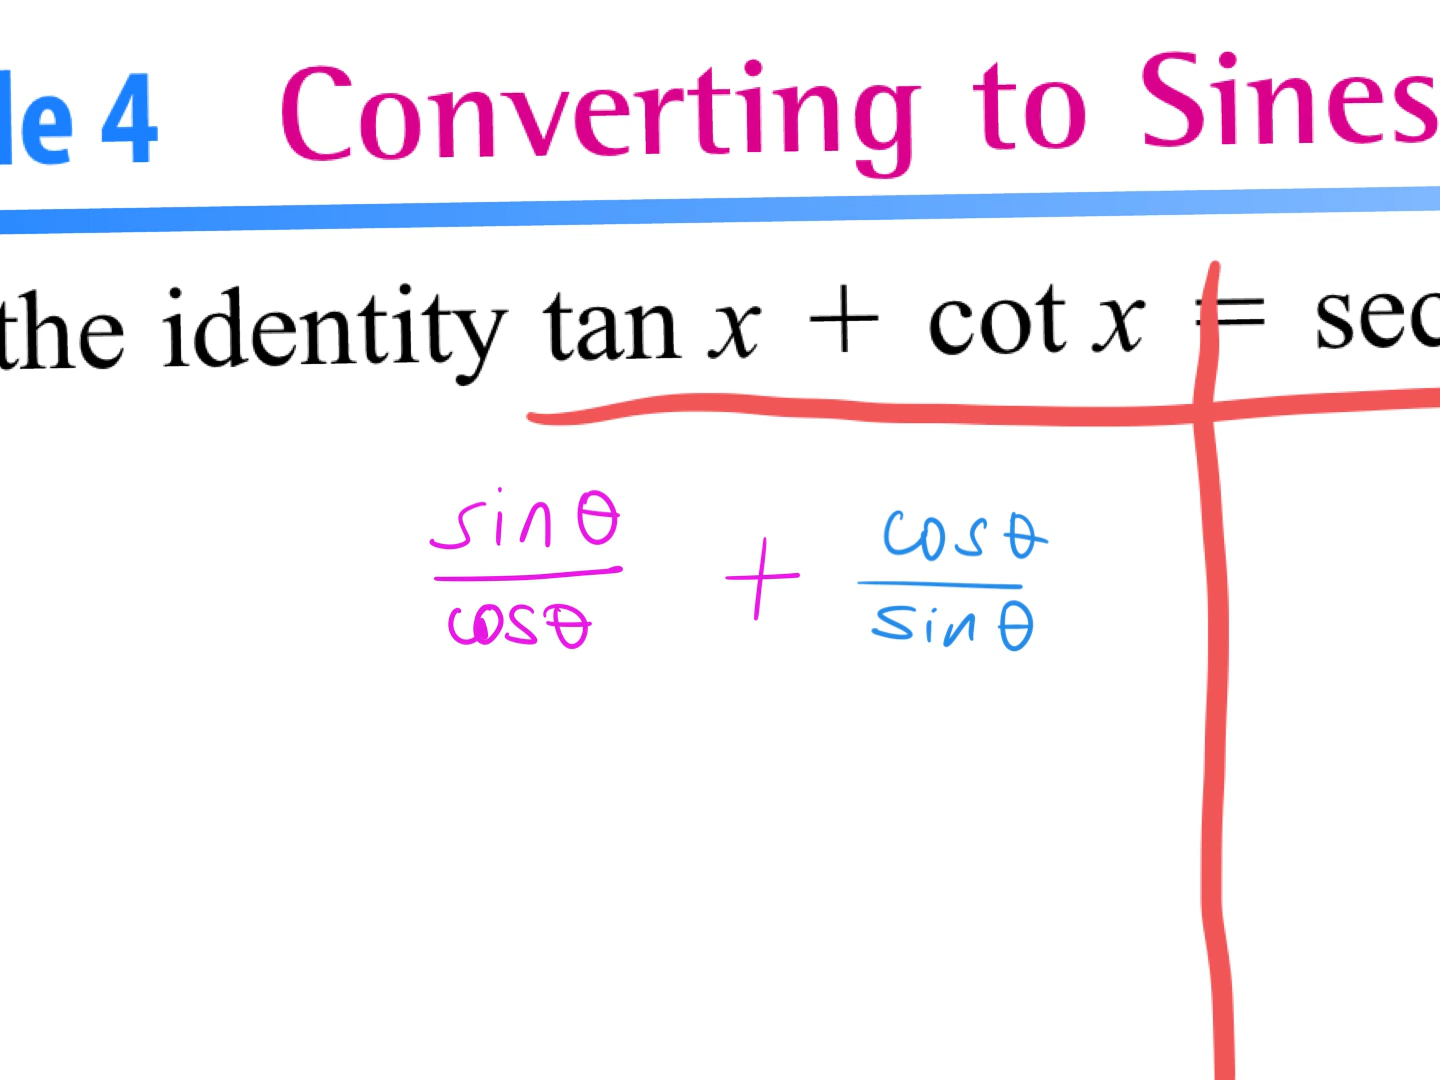 le 4 Converting to Sines
the identity tan x + cot x = sec
sinθ/cosθ + cosθ/sinθ